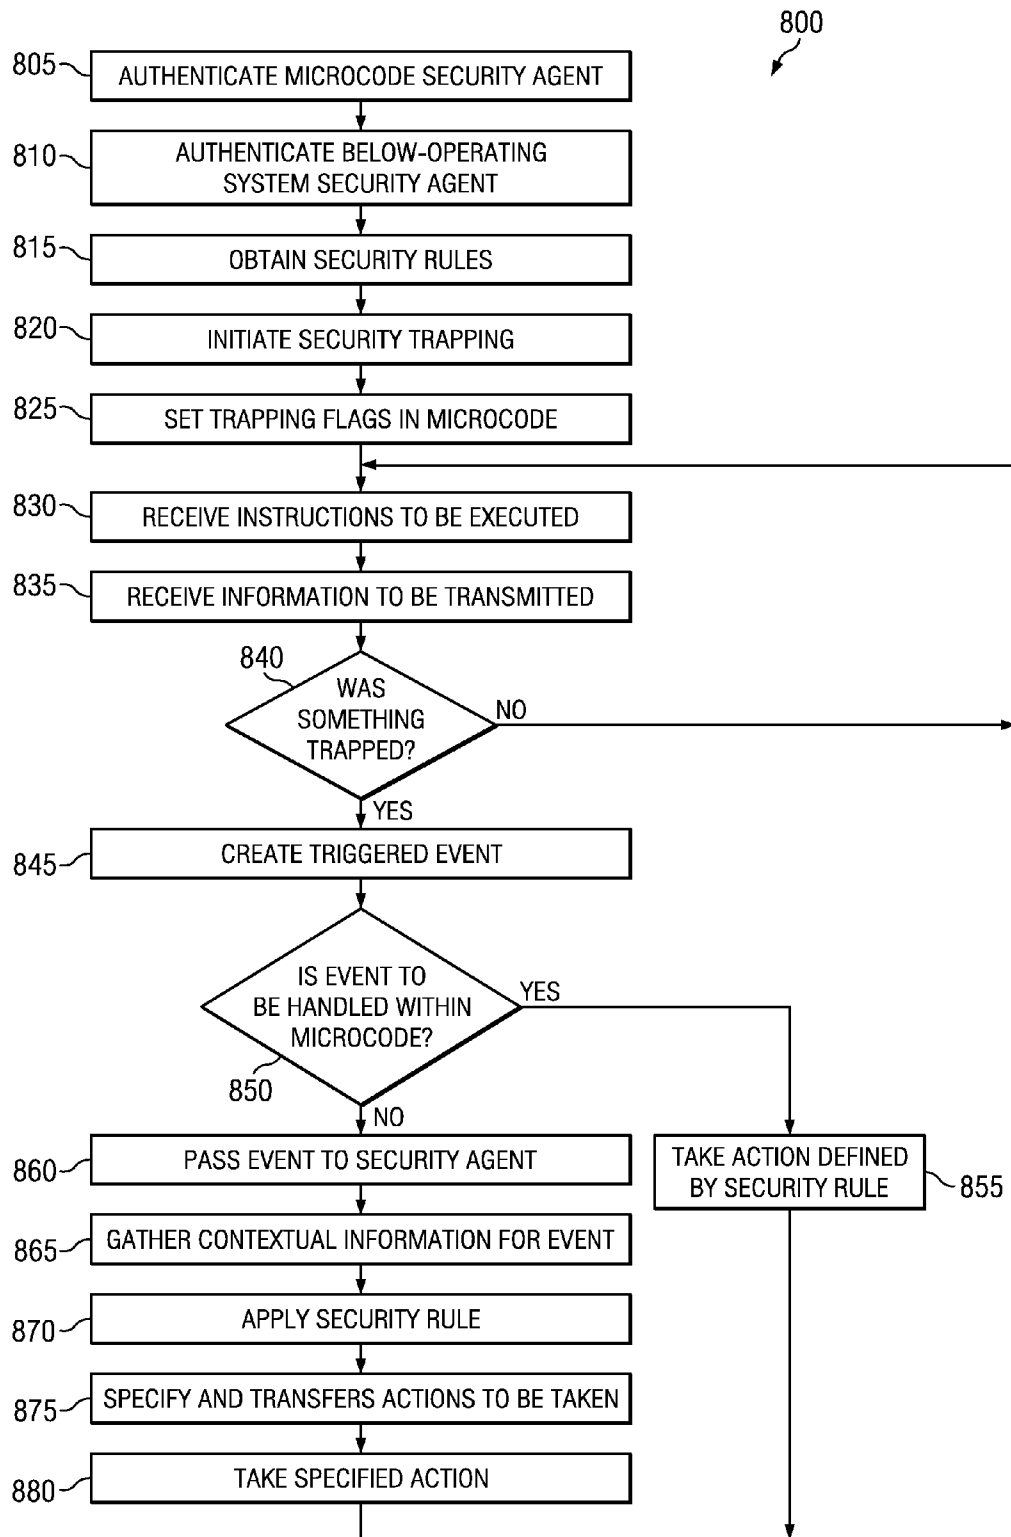 800
805
AUTHENTICATE MICROCODE SECURITY AGENT
810
AUTHENTICATE BELOW-OPERATING
SYSTEM SECURITY AGENT
815
OBTAIN SECURITY RULES
820
INITIATE SECURITY TRAPPING
825
SET TRAPPING FLAGS IN MICROCODE
830
RECEIVE INSTRUCTIONS TO BE EXECUTED
835
RECEIVE INFORMATION TO BE TRANSMITTED
840
WAS
SOMETHING
TRAPPED?
NO
YES
845
CREATE TRIGGERED EVENT
IS EVENT TO
BE HANDLED WITHIN
MICROCODE?
YES
850
NO
860
PASS EVENT TO SECURITY AGENT
TAKE ACTION DEFINED
BY SECURITY RULE
855
865
GATHER CONTEXTUAL INFORMATION FOR EVENT
870
APPLY SECURITY RULE
875
SPECIFY AND TRANSFERS ACTIONS TO BE TAKEN
880
TAKE SPECIFIED ACTION